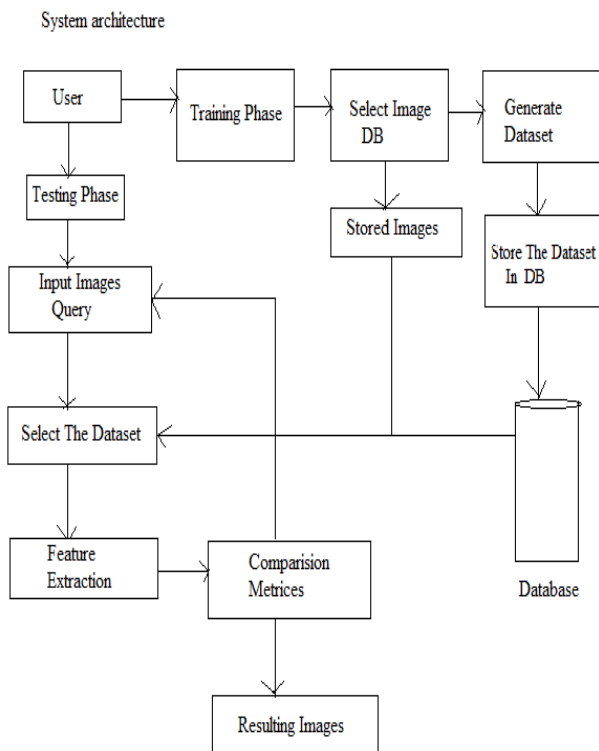 System architecture
User
Training Phase
Select Image
DB
Generate
Dataset
Testing Phase
Stored Images
Store The Dataset
In DB
Input Images
Query
Select The Dataset
Feature
Extraction
Comparision
Metrices
Database
Resulting Images